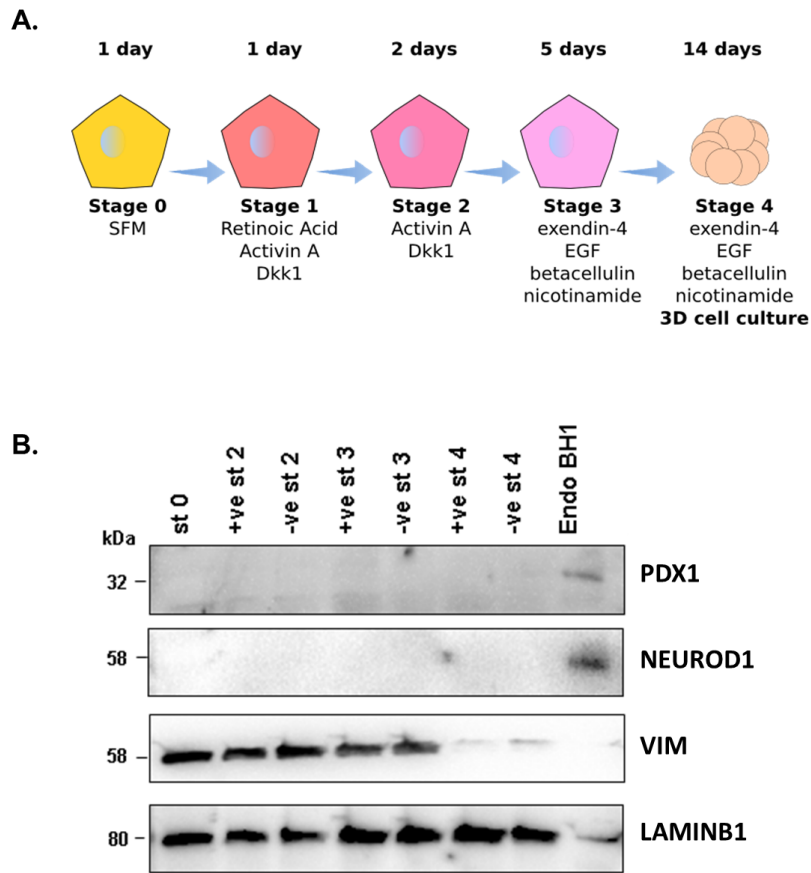 A.
1 day 1 day 2 days 5 days 14 days
Stage 0 Stage 1 Stage 2 Stage 3 Stage 4
SFM Retinoic Acid Activin A exendin-4 exendin-4
Activin A Dkk1 EGF EGF
Dkk1 betacellulin betacellulin
nicotinamide nicotinamide
3D cell culture
B.
st 0 +ve st 2 -ve st 2 +ve st 3 -ve st 3 +ve st 4 -ve st 4 Endo BH1
kDa
32 PDX1
58 NEUROD1
58 VIM
80 LAMINB1